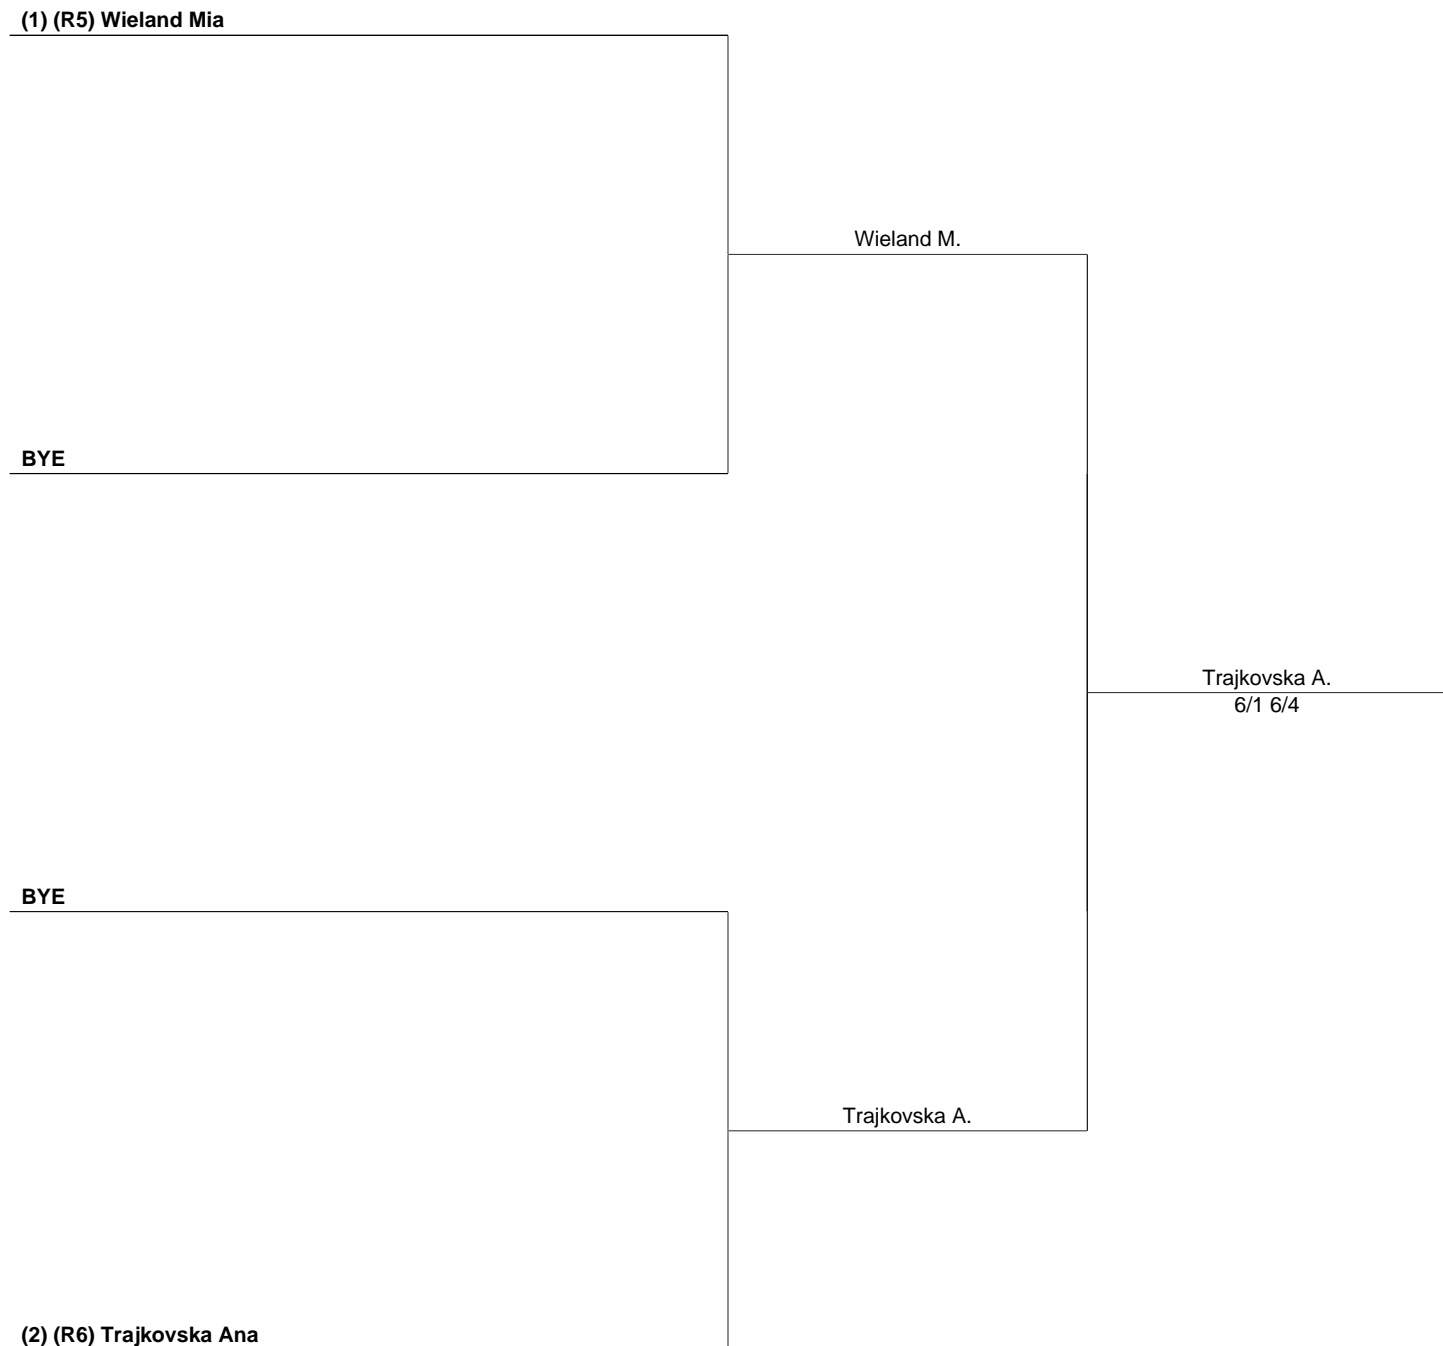 (1) (R5) Wieland Mia
Wieland M.
BYE
Trajkovska A.
6/1 6/4
BYE
Trajkovska A.
(2) (R6) Trajkovska Ana